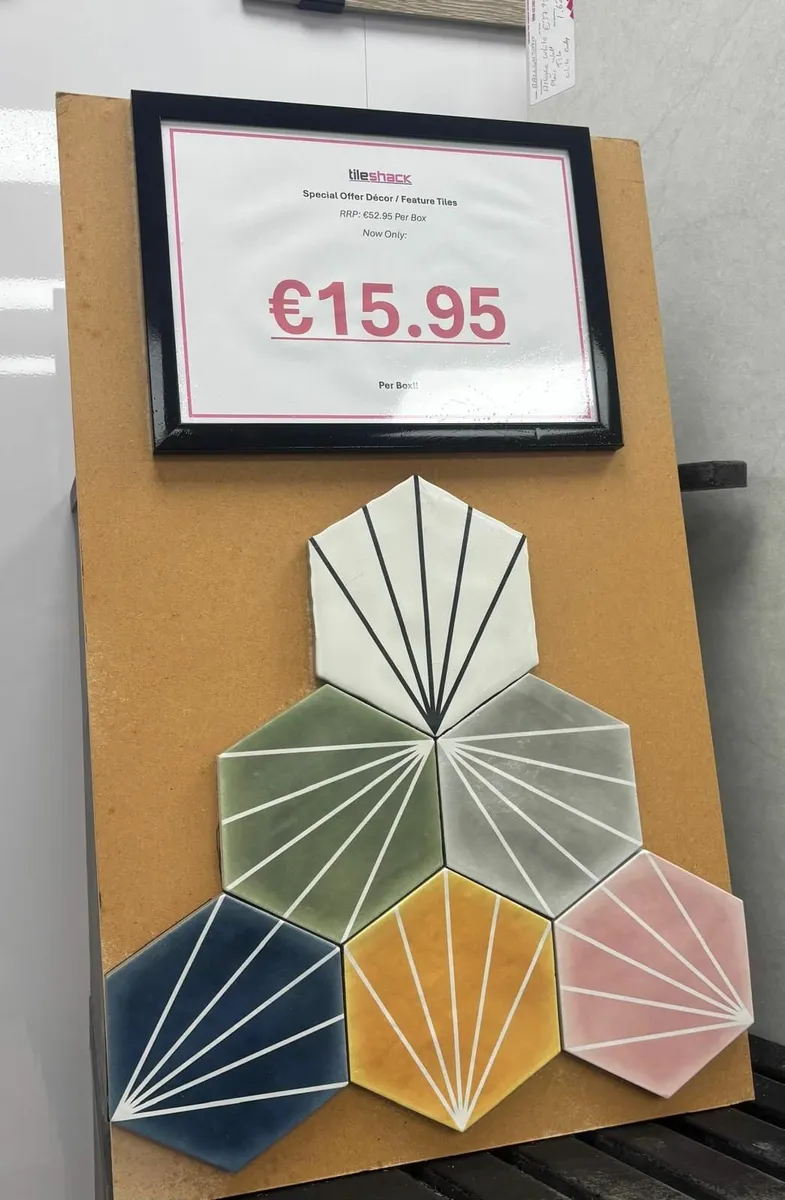 tileshack
Special Offer Décor / Feature Tiles
RRP: €52.95 Per Box
Now Only:
€15.95
Per Box!!